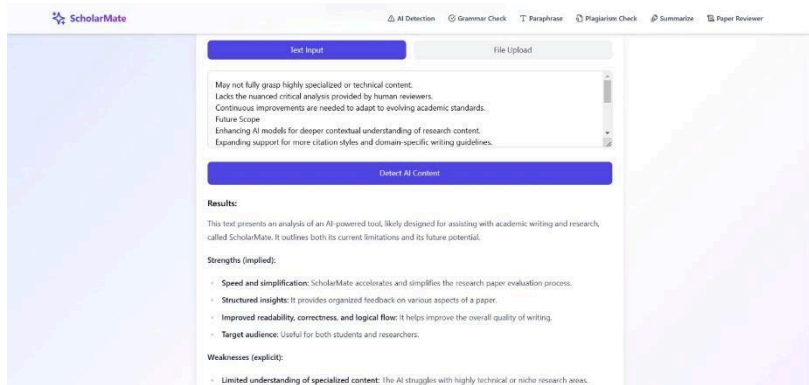 ScholarMate
AI Detection Grammar Check Paraphrase Plagiarism Check Summarize Paper Reviewer
Text Input File Upload
May not fully grasp highly specialized or technical content.
Lacks the nuanced critical analysis provided by human reviewers.
Continuous improvements are needed to adapt to evolving academic standards.
Future Scope
Enhancing AI models for deeper contextual understanding of research content.
Expanding support for more citation styles and domain-specific writing guidelines.
Detect AI Content
Results:
This text presents an analysis of an AI-powered tool, likely designed for assisting with academic writing and research,
called ScholarMate. It outlines both its current limitations and its future potential.
Strengths (implied):
Speed and simplification: ScholarMate accelerates and simplifies the research paper evaluation process.
Structured insights: It provides organized feedback on various aspects of a paper.
Improved readability, correctness, and logical flow: It helps improve the overall quality of writing.
Target audience: Useful for both students and researchers.
Weaknesses (explicit):
Limited understanding of specialized content: The AI struggles with highly technical or niche research areas.